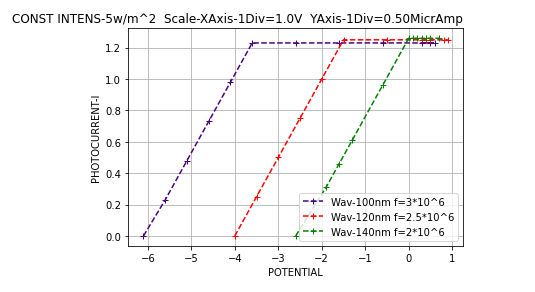 CONST INTENS-5w/m^2  Scale-XAxis-1Div=1.0V  YAxis-1Div=0.50MicrAmp
1.2
1.0
0.8
0.6
0.4
0.2
0.0
PHOTOCURRENT-I
Wav-100nm f=3*10^6
Wav-120nm f=2.5*10^6
Wav-140nm f=2*10^6
−6 −5 −4 −3 −2 −1 0 1
POTENTIAL